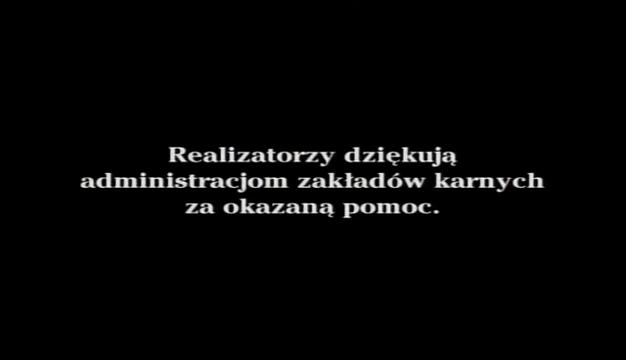 Realizatorzy dziękują
administracjom zakładów karnych
za okazaną pomoc.